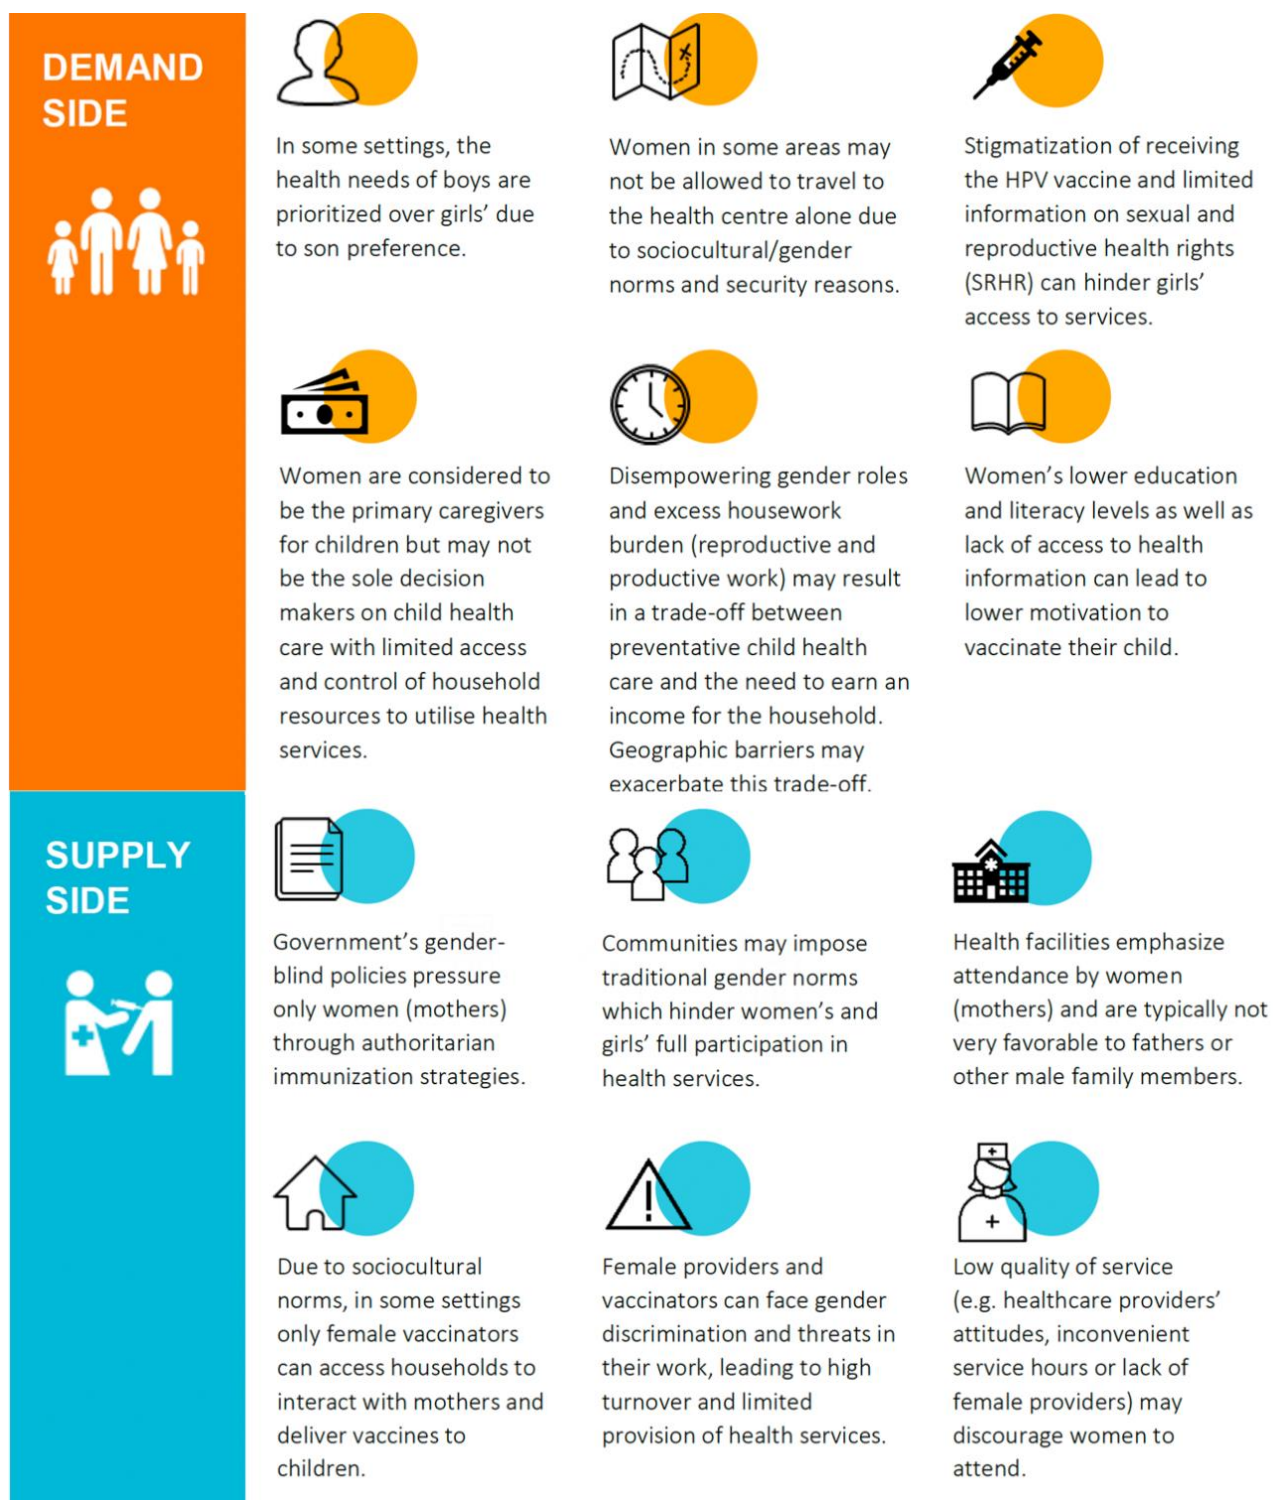 DEMAND
SIDE
In some settings, the
health needs of boys are
prioritized over girls’ due
to son preference.
Women in some areas may
not be allowed to travel to
the health centre alone due
to sociocultural/gender
norms and security reasons.
Stigmatization of receiving
the HPV vaccine and limited
information on sexual and
reproductive health rights
(SRHR) can hinder girls’
access to services.
Women are considered to
be the primary caregivers
for children but may not
be the sole decision
makers on child health
care with limited access
and control of household
resources to utilise health
services.
Disempowering gender roles
and excess housework
burden (reproductive and
productive work) may result
in a trade-off between
preventative child health
care and the need to earn an
income for the household.
Geographic barriers may
exacerbate this trade-off.
Women’s lower education
and literacy levels as well as
lack of access to health
information can lead to
lower motivation to
vaccinate their child.
SUPPLY
SIDE
Government’s gender-
blind policies pressure
only women (mothers)
through authoritarian
immunization strategies.
Communities may impose
traditional gender norms
which hinder women’s and
girls’ full participation in
health services.
Health facilities emphasize
attendance by women
(mothers) and are typically not
very favorable to fathers or
other male family members.
Due to sociocultural
norms, in some settings
only female vaccinators
can access households to
interact with mothers and
deliver vaccines to
children.
Female providers and
vaccinators can face gender
discrimination and threats in
their work, leading to high
turnover and limited
provision of health services.
Low quality of service
(e.g. healthcare providers’
attitudes, inconvenient
service hours or lack of
female providers) may
discourage women to
attend.